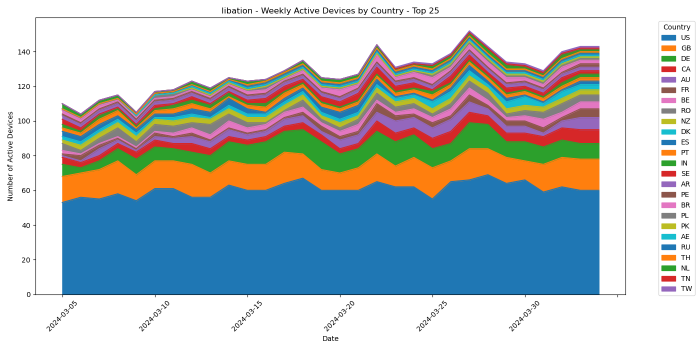 libation - Weekly Active Devices by Country - Top 25
Number of Active Devices
140
120
100
80
60
40
20
0
2024-03-05
2024-03-10
2024-03-15
2024-03-20
2024-03-25
2024-03-30
Date
Country
US
GB
DE
CA
AU
FR
BE
RO
NZ
DK
ES
PT
IN
SE
AR
PE
BR
PL
PK
AE
RU
TH
NL
TN
TW